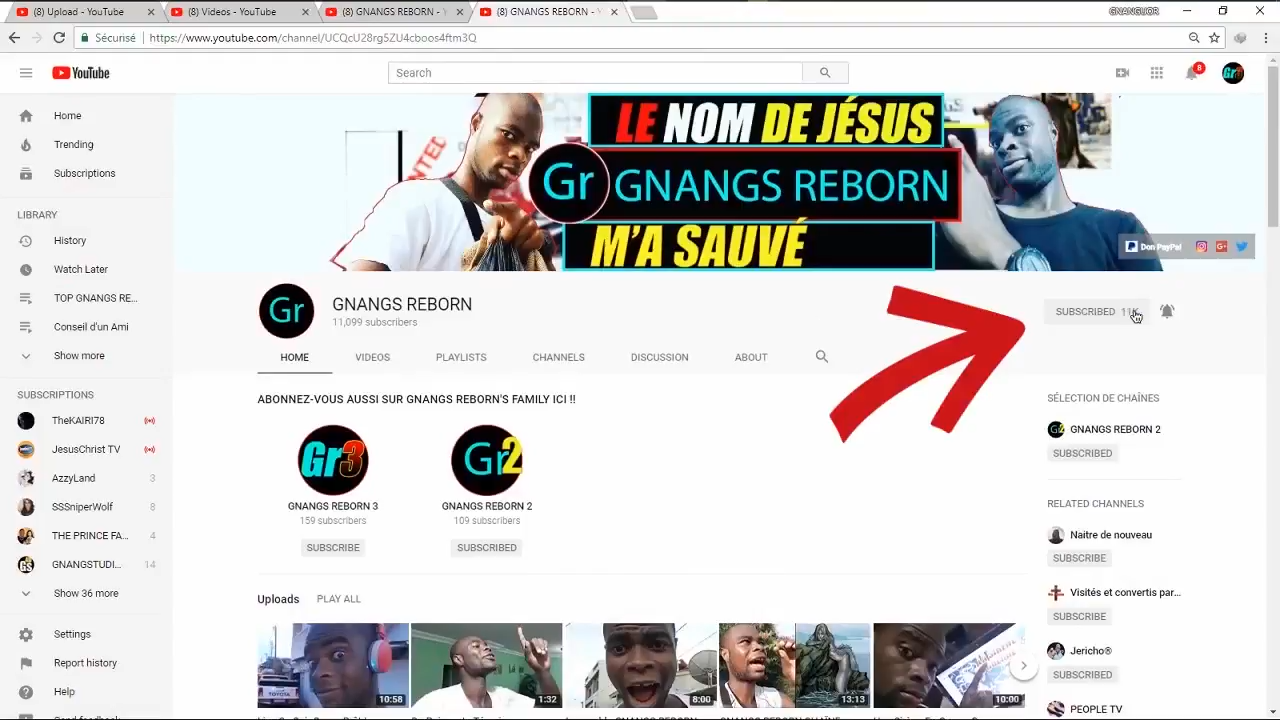 (8) Upload - YouTube
(8) Videos - YouTube
(8) GNANGS REBORN - Y
(8) GNANGS REBORN - Y
GNANGUOR
Sécurisé
https://www.youtube.com/channel/UCQcU28rgSZU4cboos4ftm3Q
YouTube
Search
8
Home
Trending
Subscriptions
LIBRARY
History
Watch Later
TOP GNANGS RE...
Conseil d'un Ami
Show more
SUBSCRIPTIONS
TheKAIRI78
JesusChrist TV
AzzyLand 3
SSSniperWolf 8
THE PRINCE FA... 4
GNANGSTUDI... 14
Show 36 more
Settings
Report history
Help
LE NOM DE JÉSUS
Gr GNANGS REBORN
M'A SAUVÉ
Don PayPal
Gr
GNANGS REBORN
11,099 subscribers
SUBSCRIBED
HOME
VIDEOS
PLAYLISTS
CHANNELS
DISCUSSION
ABOUT
ABONNEZ-VOUS AUSSI SUR GNANGS REBORN'S FAMILY ICI !!
Gr3
GNANGS REBORN 3
159 subscribers
SUBSCRIBE
Gr2
GNANGS REBORN 2
109 subscribers
SUBSCRIBED
Uploads
PLAY ALL
10:58
1:32
8:00
13:13
10:00
SÉLECTION DE CHAÎNES
GNANGS REBORN 2
SUBSCRIBED
RELATED CHANNELS
Naitre de nouveau
SUBSCRIBE
Visités et convertis par...
SUBSCRIBE
Jericho®
SUBSCRIBED
PEOPLE TV